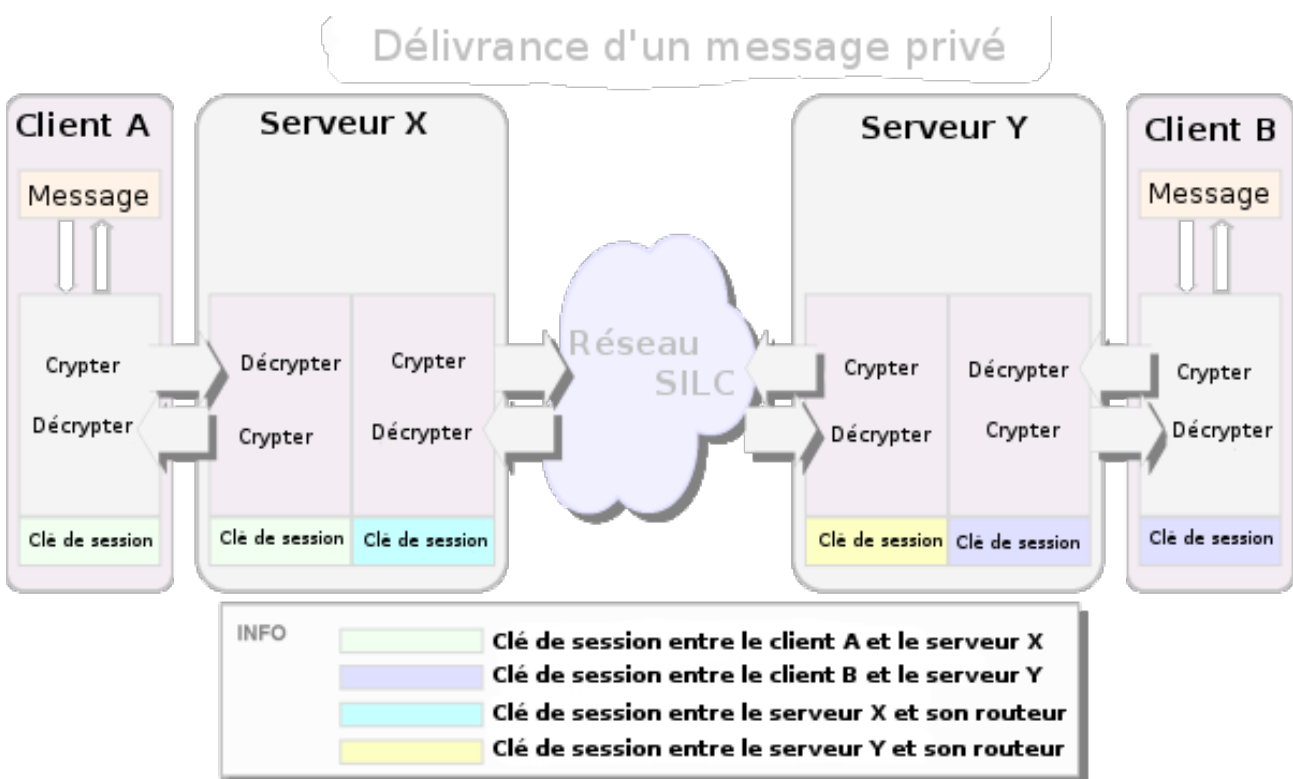 Délivrance d'un message privé
Client A
Serveur X
Serveur Y
Client B
Message
Message
Réseau
SILC
Crypter
Décrypter
Crypter
Crypter
Décrypter
Crypter
Décrypter
Crypter
Décrypter
Décrypter
Crypter
Décrypter
Clé de session
Clé de session
Clé de session
Clé de session
Clé de session
Clé de session
INFO
Clé de session entre le client A et le serveur X
Clé de session entre le client B et le serveur Y
Clé de session entre le serveur X et son routeur
Clé de session entre le serveur Y et son routeur